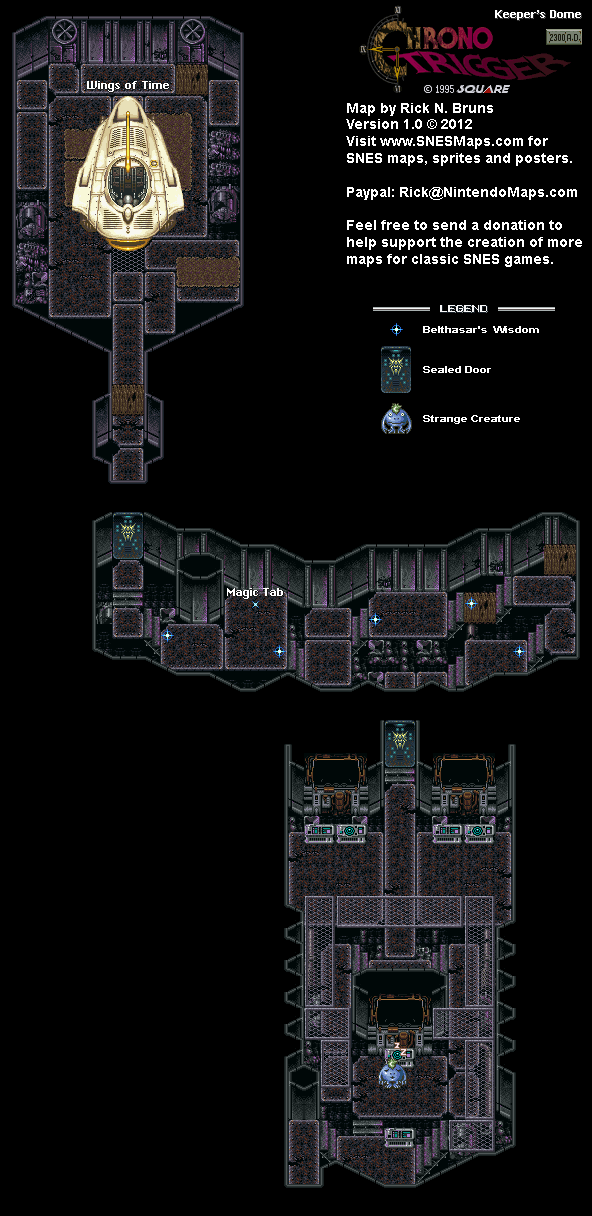 Keeper's Dome
2300 A.D.
CHRONO
TRIGGER
© 1995 SQUARE
Map by Rick N. Bruns
Version 1.0 © 2012
Visit www.SNESMaps.com for
SNES maps, sprites and posters.
Paypal: Rick@NintendoMaps.com
Feel free to send a donation to
help support the creation of more
maps for classic SNES games.
LEGEND
Belthasar's Wisdom
Sealed Door
Strange Creature
Wings of Time
Magic Tab
z
z